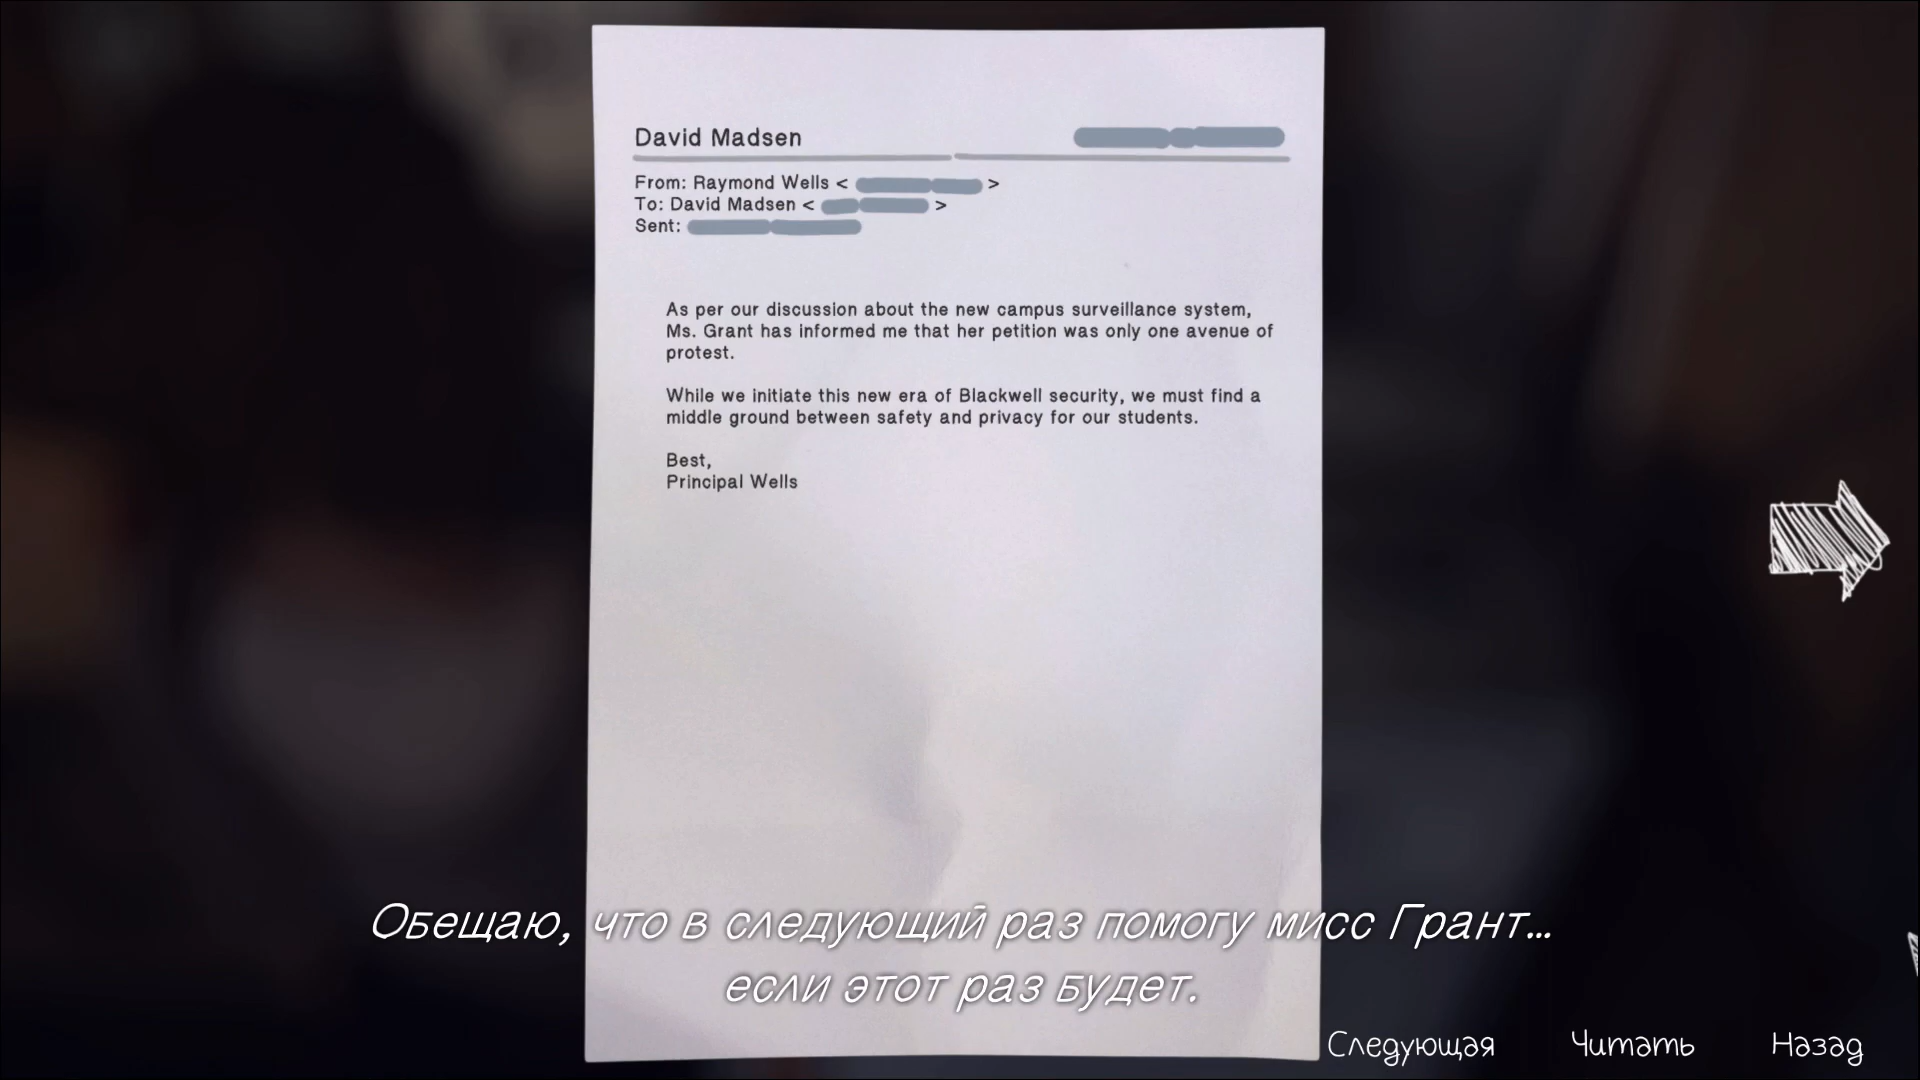 David Madsen
From: Raymond Wells < >
To: David Madsen < >
Sent:
As per our discussion about the new campus surveillance system,
Ms. Grant has informed me that her petition was only one avenue of
protest.
While we initiate this new era of Blackwell security, we must find a
middle ground between safety and privacy for our students.
Best,
Principal Wells
Обещаю, что в следующий раз помогу мисс Грант...
если этот раз будет.
Следующая Читать Назад